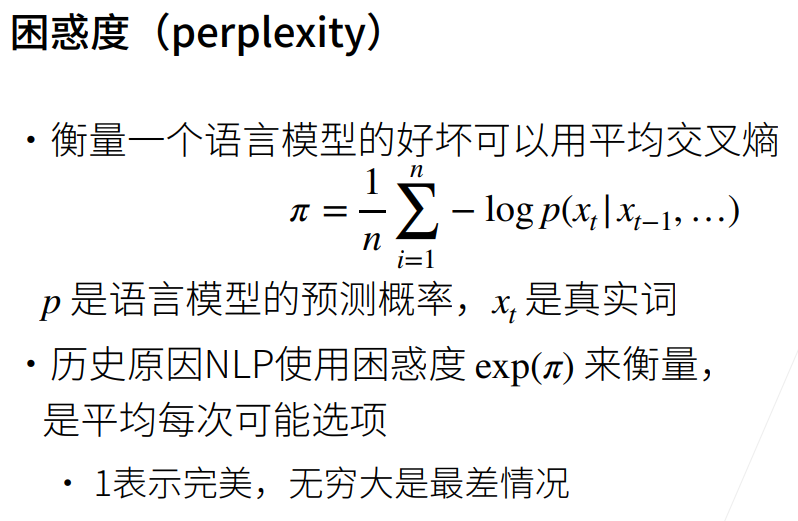 困惑度（perplexity）
• 衡量一个语言模型的好坏可以用平均交叉熵
π = \frac{1}{n} \sum_{i=1}^{n} − log p(x_t | x_{t−1}, …)
p 是语言模型的预测概率，x_t 是真实词
• 历史原因NLP使用困惑度 exp(π) 来衡量，
是平均每次可能选项
• 1表示完美，无穷大是最差情况